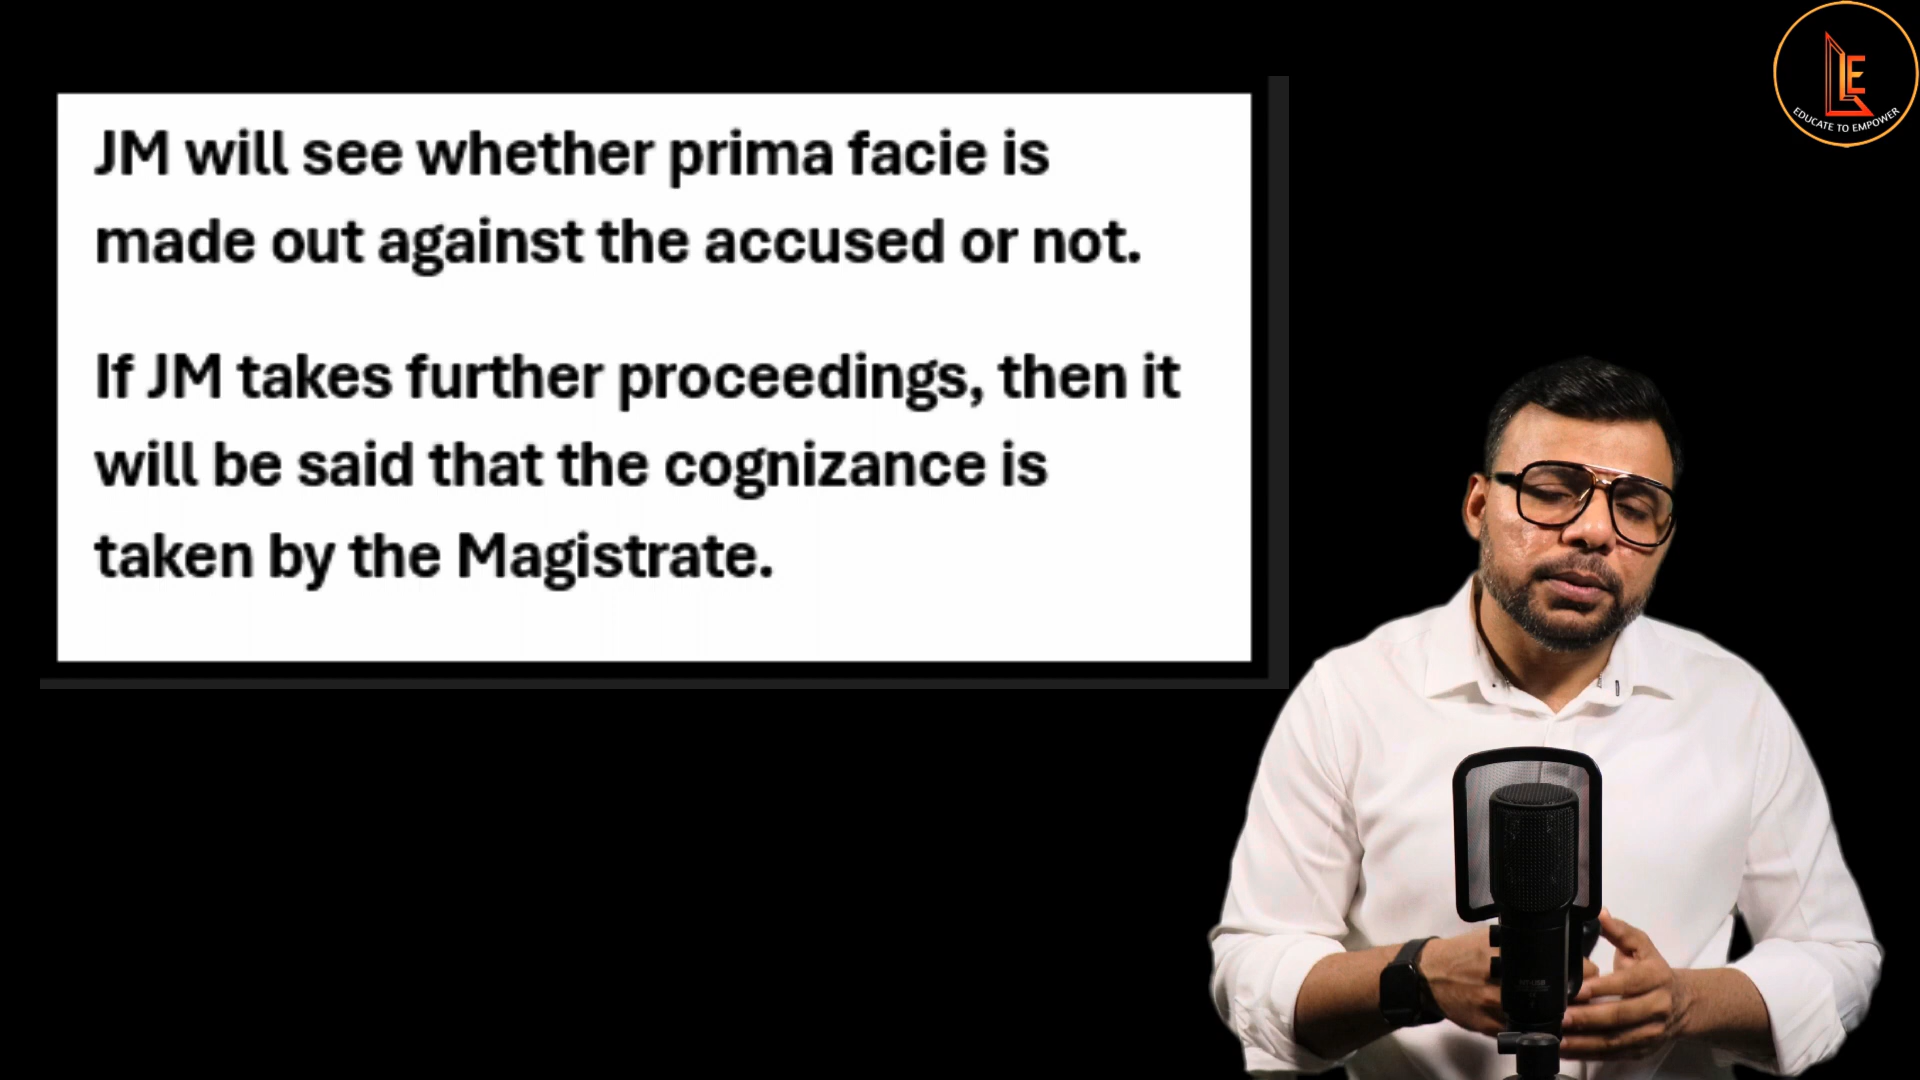 JM will see whether prima facie is
made out against the accused or not.
If JM takes further proceedings, then it
will be said that the cognizance is
taken by the Magistrate.
LE
EDUCATE TO EMPOWER